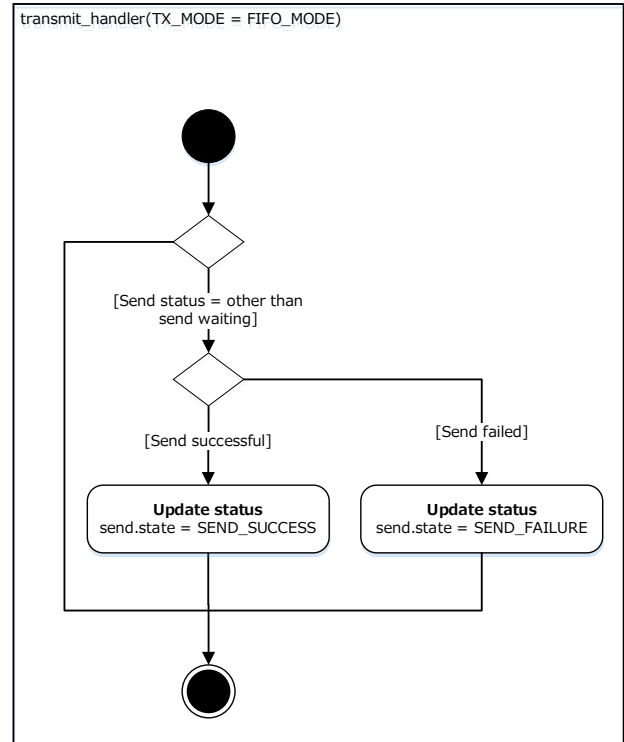 transmit_handler(TX_MODE = FIFO_MODE)
[Send status = other than
send waiting]
[Send successful]
[Send failed]
Update status
send.state = SEND_SUCCESS
Update status
send.state = SEND_FAILURE